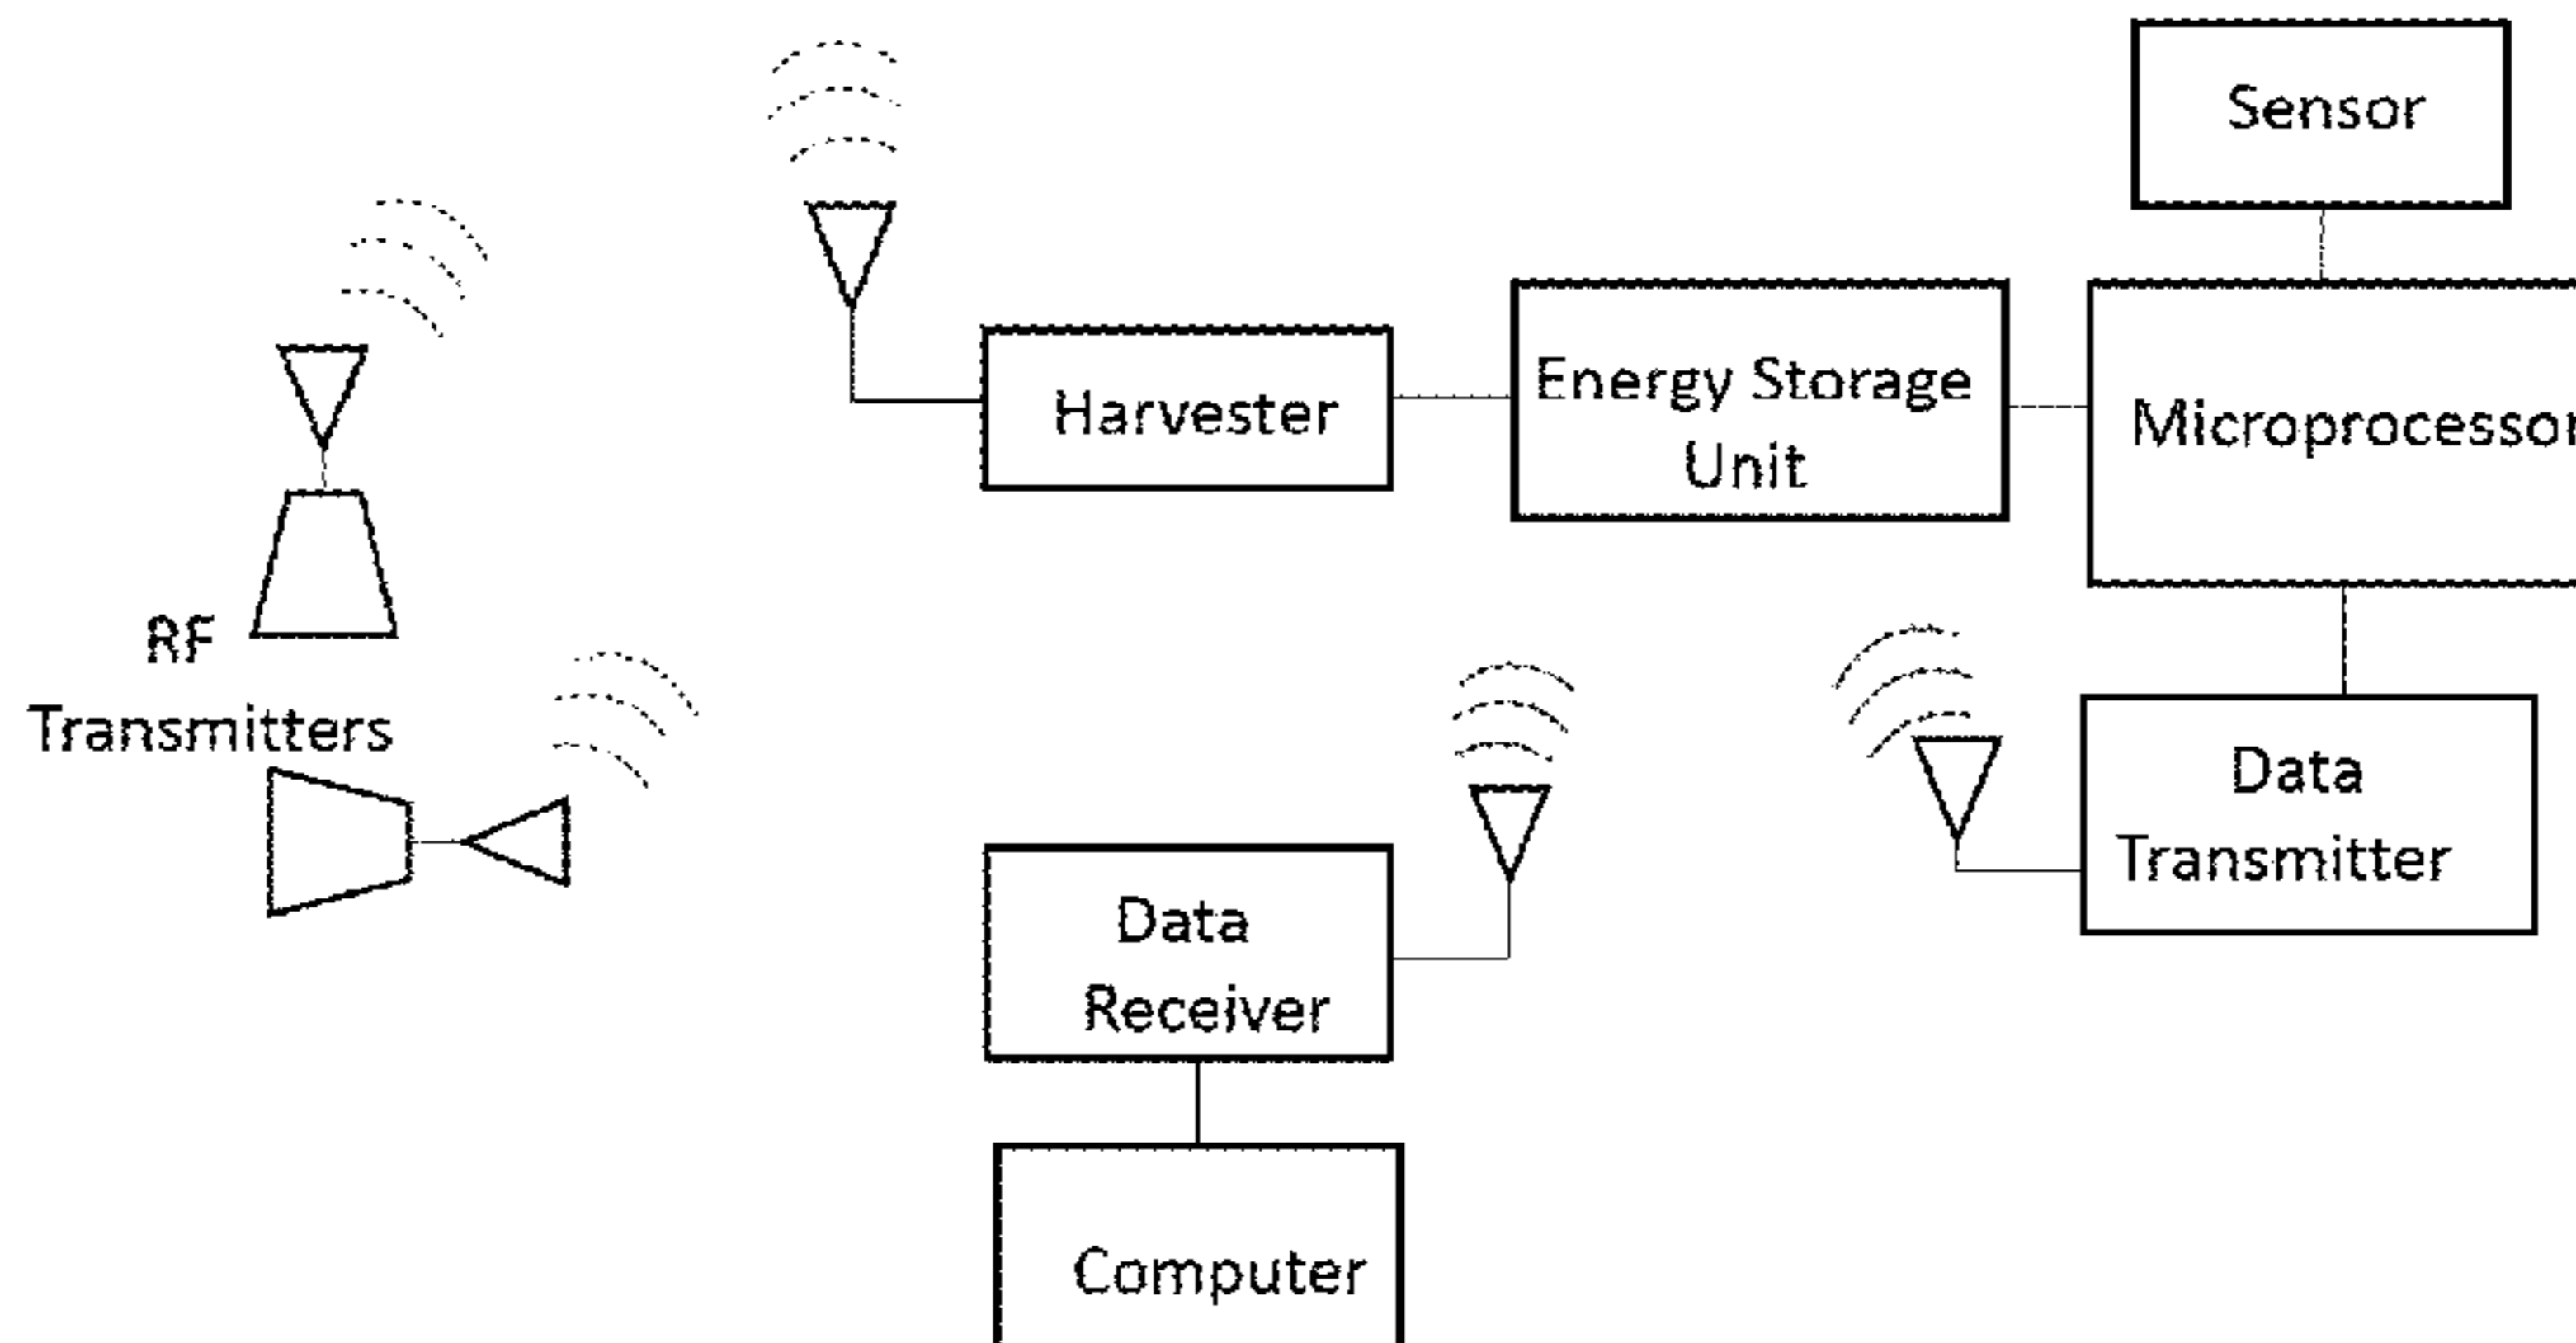 Sensor
Harvester
Energy Storage
Unit
Microprocessor
RF
Transmitters
Data
Transmitter
Data
Receiver
Computer